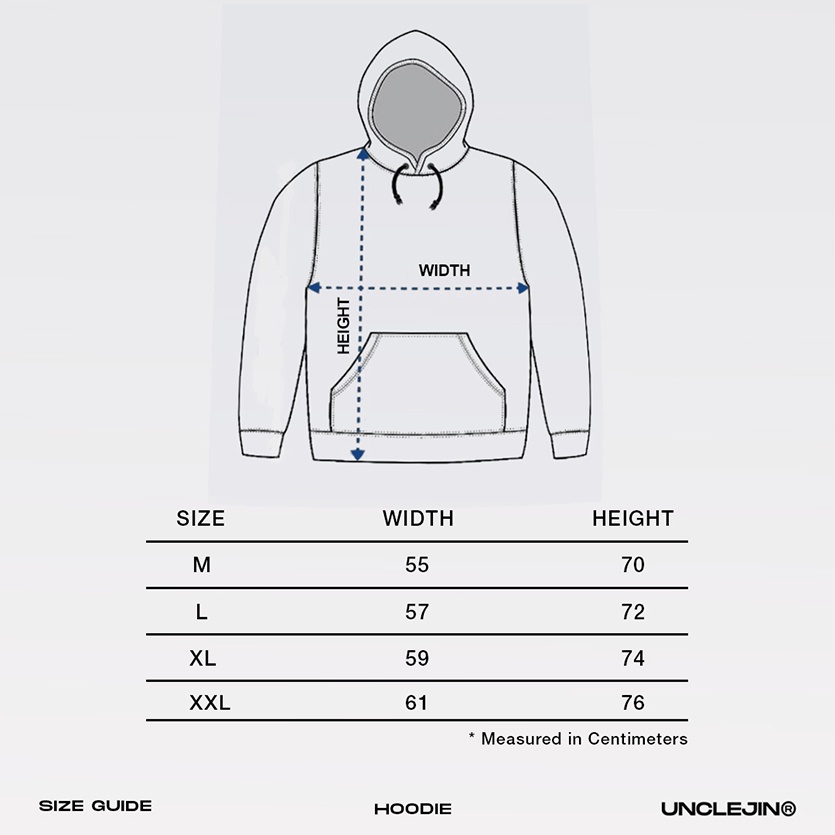 WIDTH
HEIGHT
SIZE WIDTH HEIGHT
M 55 70
L 57 72
XL 59 74
XXL 61 76
* Measured in Centimeters
SIZE GUIDE HOODIE UNCLEJIN®